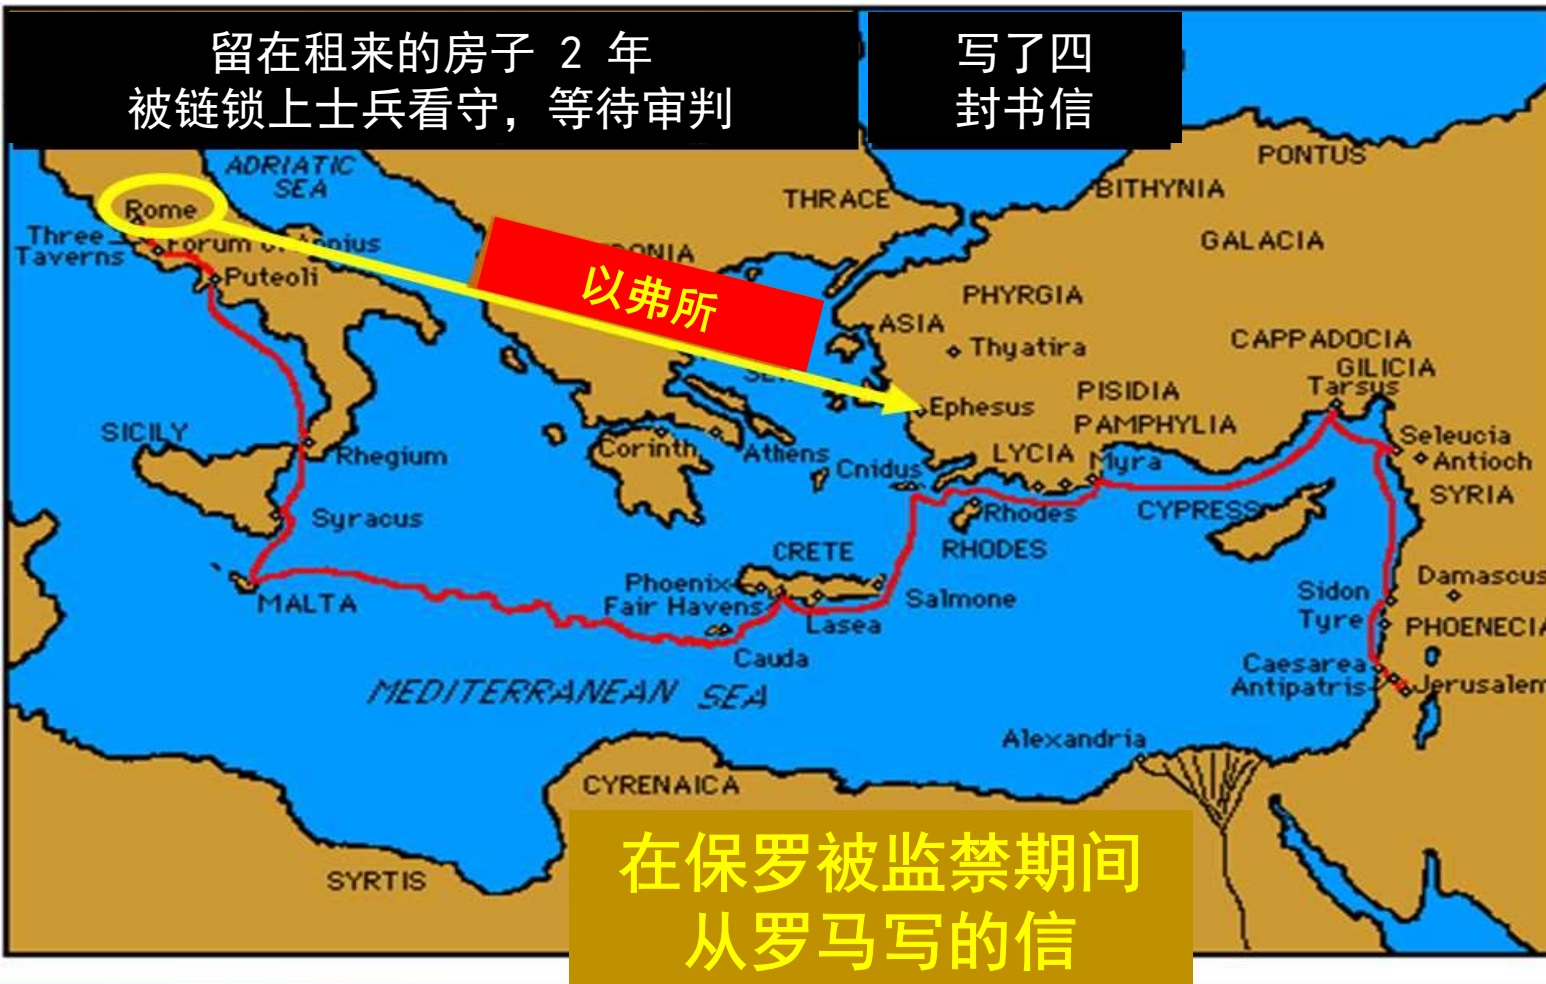 留在租来的房子 2 年
被链锁上士兵看守，等待审判
写了四
封书信
ADRIATIC
SEA
PONTUS
BITHYNIA
THRACE
Rome
Three
Taverns
Forum of Appius
GALACIA
以弗所
Puteoli
PHYRGIA
ASIA
Thyatira
CAPPADOCIA
GILICIA
Tarsus
PISIDIA
Ephesus
PAMPHYLIA
SICILY
Rhegium
Corinth
Athens
Cnidus
LYCIA
Myra
Seleucia
Antioch
SYRIA
Syracus
Rhodes
CYPRESS
RHODES
CRETE
Phoenix
Fair Havens
Salmone
Lasea
MALTA
Cauda
Sidon
Damascus
Tyre
PHOENECIA
Caesarea
Antipatris
Jerusalem
MEDITERRANEAN SEA
Alexandria
CYRENAICA
SYRTIS
在保罗被监禁期间
从罗马写的信